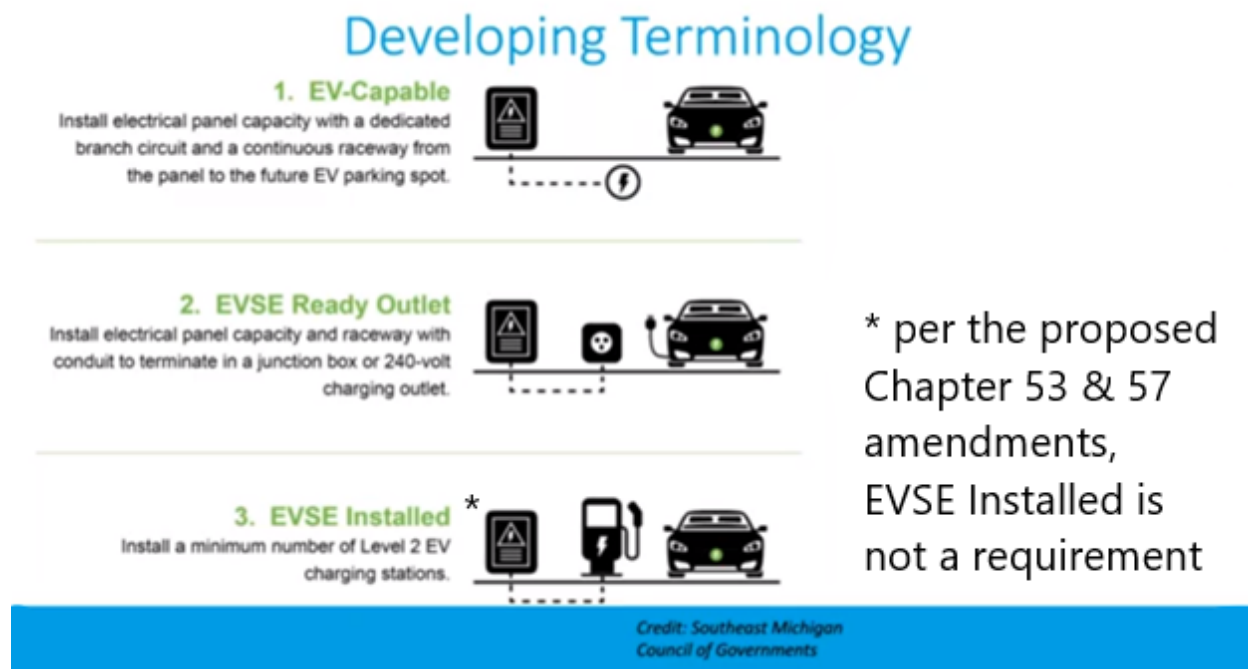 Developing Terminology
1. EV-Capable
Install electrical panel capacity with a dedicated
branch circuit and a continuous raceway from
the panel to the future EV parking spot.
2. EVSE Ready Outlet
Install electrical panel capacity and raceway with
conduit to terminate in a junction box or 240-volt
charging outlet.
3. EVSE Installed *
Install a minimum number of Level 2 EV
charging stations.
* per the proposed
Chapter 53 & 57
amendments,
EVSE Installed is
not a requirement
Credit: Southeast Michigan
Council of Governments